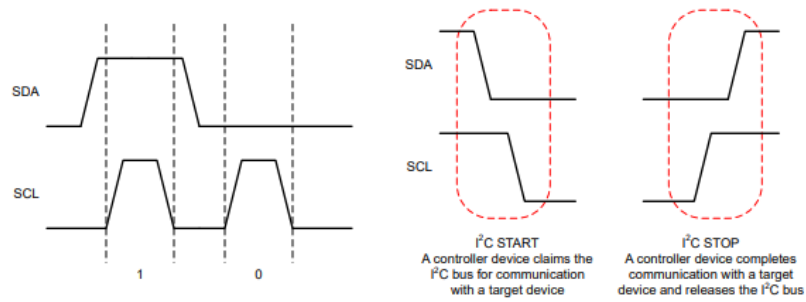 SDA
SCL
1
0
SDA
SCL
I²C START
A controller device claims the
I²C bus for communication
with a target device
I²C STOP
A controller device completes
communication with a target
device and releases the I²C bus